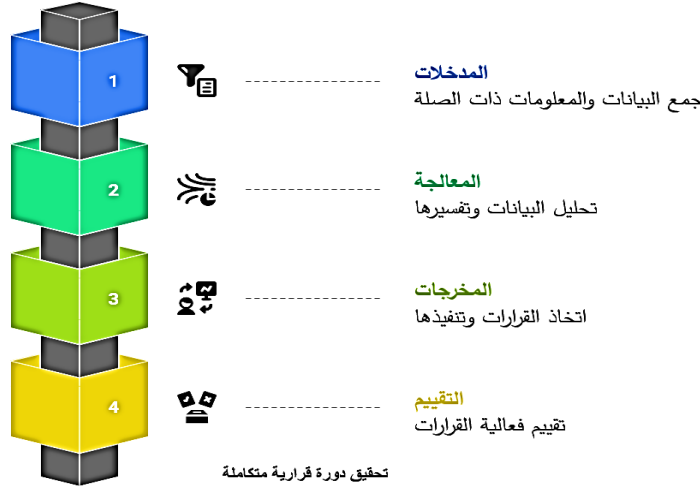 1
المدخلات
جمع البيانات والمعلومات ذات الصلة
2
المعالجة
تحليل البيانات وتفسيرها
3
المخرجات
اتخاذ القرارات وتنفيذها
4
التقييم
تقييم فعالية القرارات
تحقيق دورة قرارية متكاملة